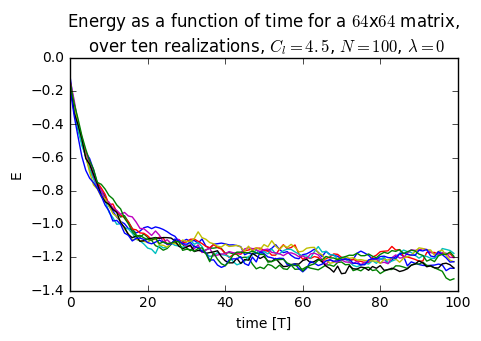 Energy as a function of time for a 64x64 matrix,
over ten realizations, C_l = 4.5, N = 100, λ = 0
0.0
−0.2
−0.4
−0.6
−0.8
−1.0
−1.2
−1.4
E
0 20 40 60 80 100
time [T]